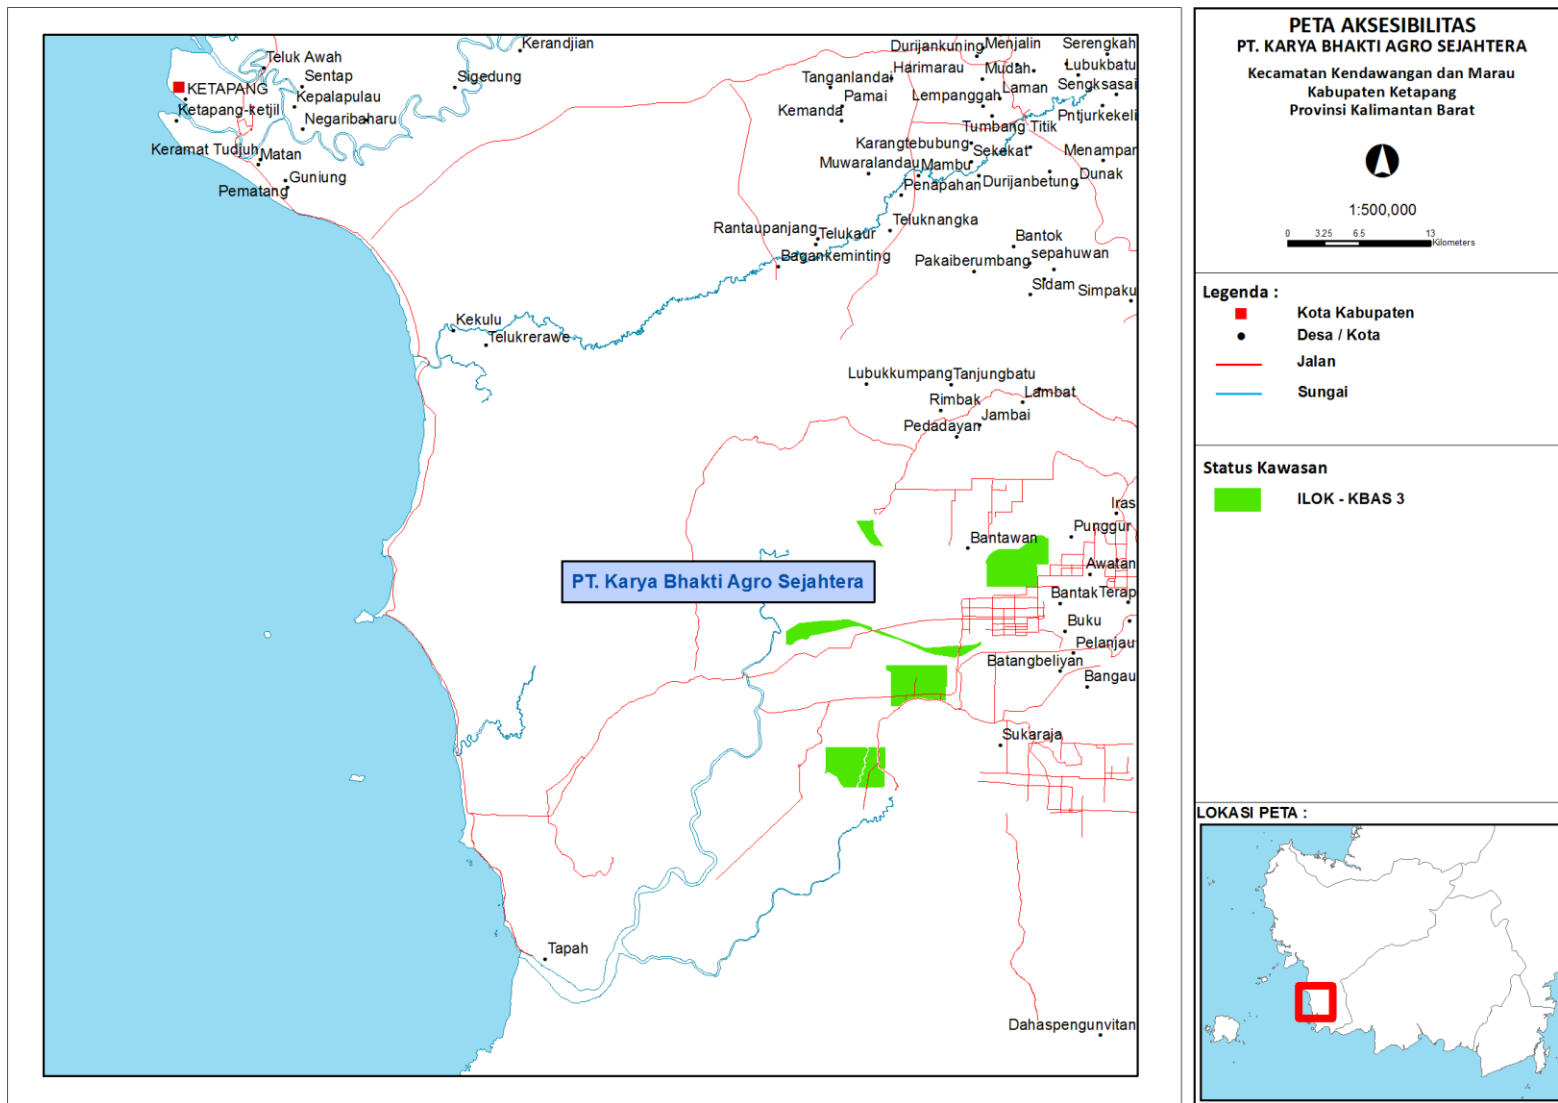 PETA AKSESIBILITAS
PT. KARYA BHAKTI AGRO SEJAHTERA
Kecamatan Kendawangan dan Marau
Kabupaten Ketapang
Provinsi Kalimantan Barat
1:500,000
0 3.25 6.5 13
Kilometers
Legenda :
Kota Kabupaten
Desa / Kota
Jalan
Sungai
Status Kawasan
ILOK - KBAS 3
LOKASI PETA :
Kerandjian
Teluk Awah
Sentap
Sigedung
KETAPANG
Kepalapulau
Ketapang-ketjil
Negaribaharu
Keramat Tudjuh
Matan
Guniung
Pematang
Durijankuning
Menjalin
Serengkah
Harimarau
Mudah
Lubukbatu
Tanganlandai
Laman
Sengksasai
Pamai
Lempanggah
Kemanda
Pntjurkekeli
Tumbang Titik
Karangtebubung
Sekekat
Menampar
Muwaralandau
Mambu
Dunak
Penapahan
Durijanbetung
Rantaupanjang
Telukaur
Teluknangka
Bagankeminting
Bantok
Pakaiberumbang
sepahuwan
Sidam
Simpaku
Kekulu
Telukrerawe
Lubukkumpang
Tanjungbatu
Rimbak
Lambat
Jambai
Pedadayan
Iras
Punggur
Bantawan
Awatan
PT. Karya Bhakti Agro Sejahtera
Bantak
Terap
Buku
Pelanjau
Batangbeliyan
Bangau
Sukaraja
Tapah
Dahaspengunvitan